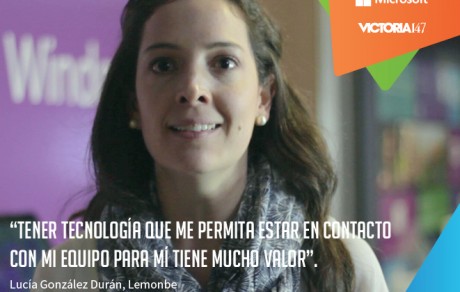 Microsoft
VICTORIA147
Windo
“TENER TECNOLOGÍA QUE ME PERMITA ESTAR EN CONTACTO
CON MI EQUIPO PARA MÍ TIENE MUCHO VALOR”.
Lucía González Durán, Lemonbe